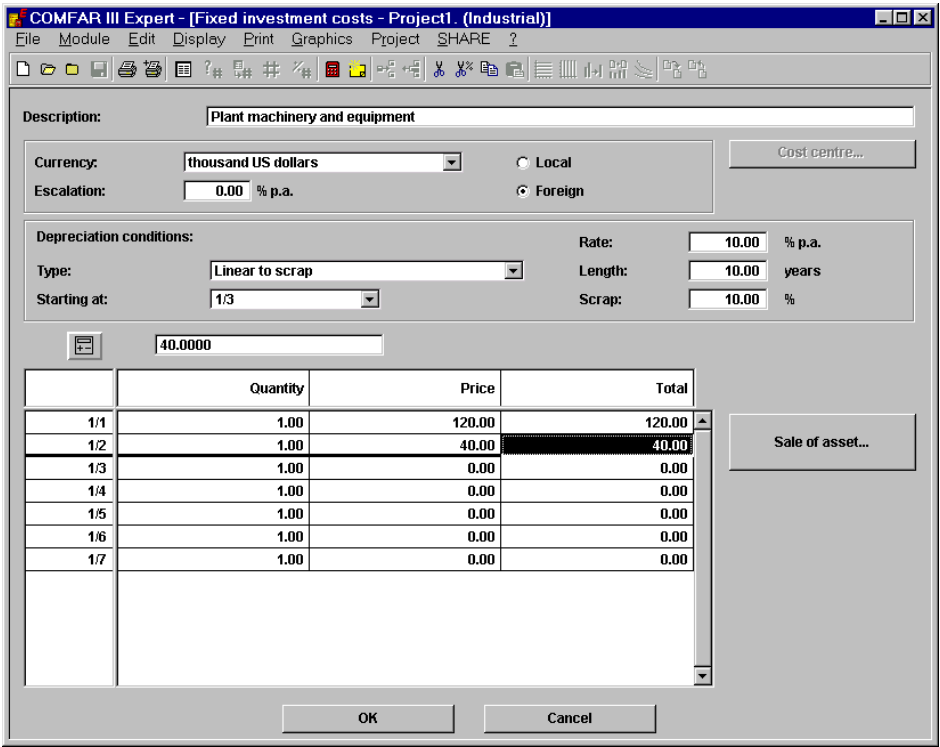 COMFAR III Expert - [Fixed investment costs - Project1. (Industrial)]
File Module Edit Display Print Graphics Project SHARE ?
Description: Plant machinery and equipment
Currency: thousand US dollars Local Cost centre...
Escalation: 0.00 % p.a. Foreign
Depreciation conditions: Rate: 10.00 % p.a.
Type: Linear to scrap Length: 10.00 years
Starting at: 1/3 Scrap: 10.00 %
40.0000
Quantity Price Total
1/1 1.00 120.00 120.00
1/2 1.00 40.00 40.00 Sale of asset...
1/3 1.00 0.00 0.00
1/4 1.00 0.00 0.00
1/5 1.00 0.00 0.00
1/6 1.00 0.00 0.00
1/7 1.00 0.00 0.00
OK Cancel